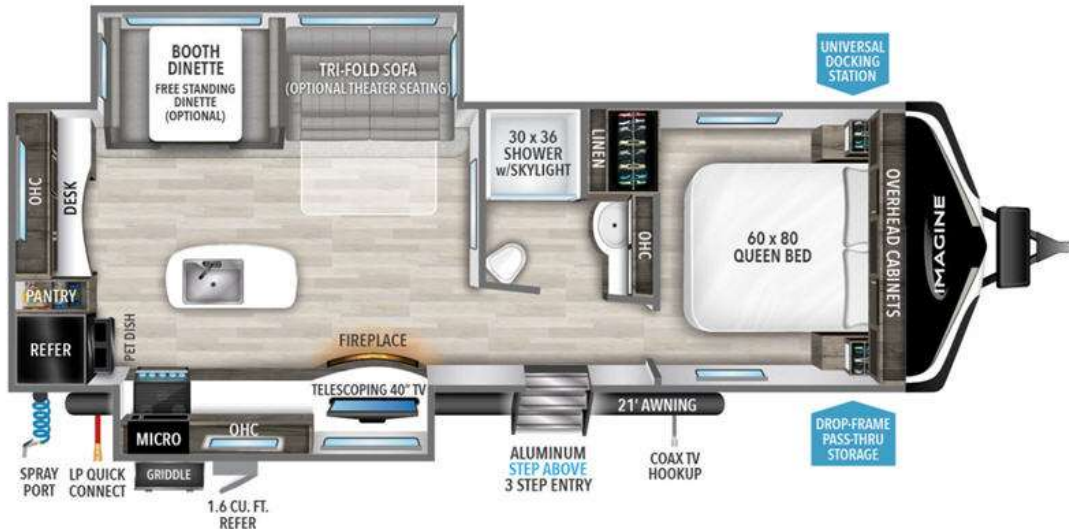 BOOTH
DINETTE
FREE STANDING
DINETTE
(OPTIONAL)
TRI-FOLD SOFA
(OPTIONAL THEATER SEATING)
UNIVERSAL
DOCKING
STATION
OHC
DESK
30 x 36
SHOWER
w/SKYLIGHT
LINEN
OHC
60 x 80
QUEEN BED
OVERHEAD CABINETS
IMAGINE
PANTRY
REFER
PET DISH
FIREPLACE
TELESCOPING 40" TV
MICRO
OHC
21' AWNING
SPRAY
PORT
LP QUICK
CONNECT
GRIDDLE
1.6 CU. FT.
REFER
ALUMINUM
STEP ABOVE
3 STEP ENTRY
COAX TV
HOOKUP
DROP-FRAME
PASS-THRU
STORAGE